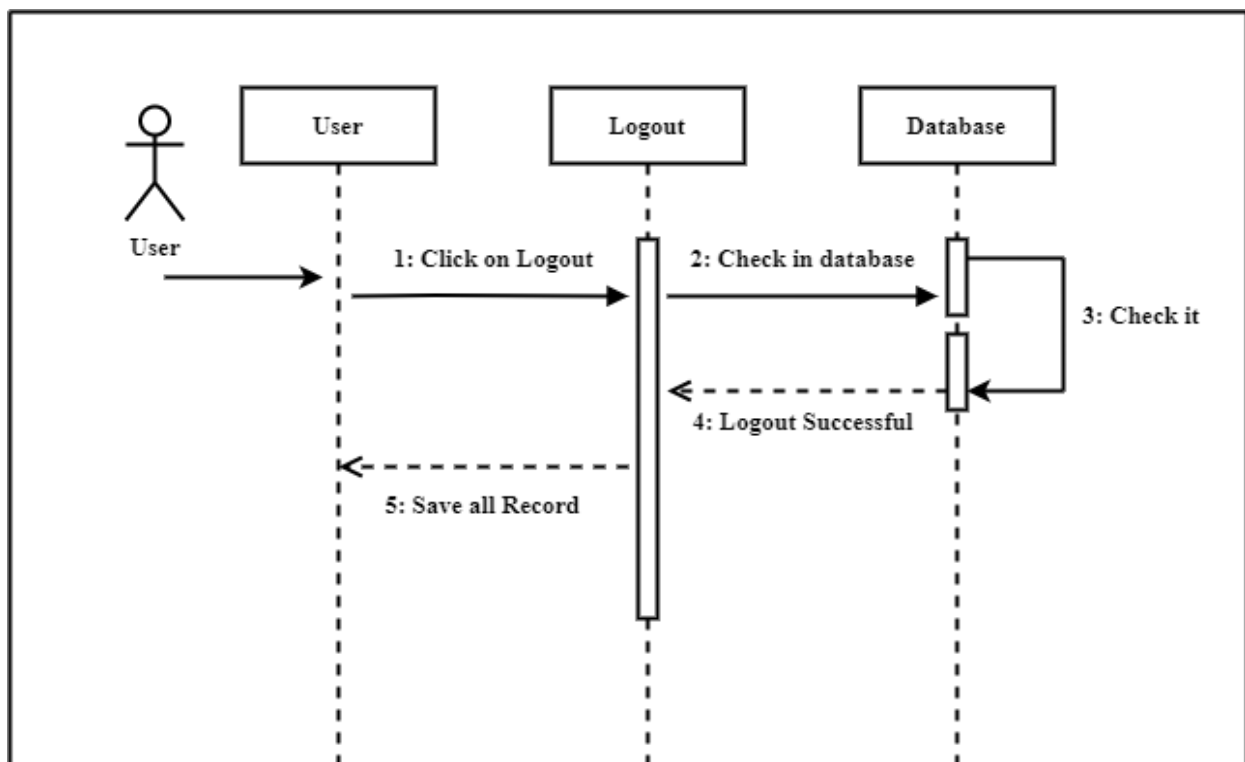 User
Logout
Database
User
1: Click on Logout
2: Check in database
3: Check it
4: Logout Successful
5: Save all Record